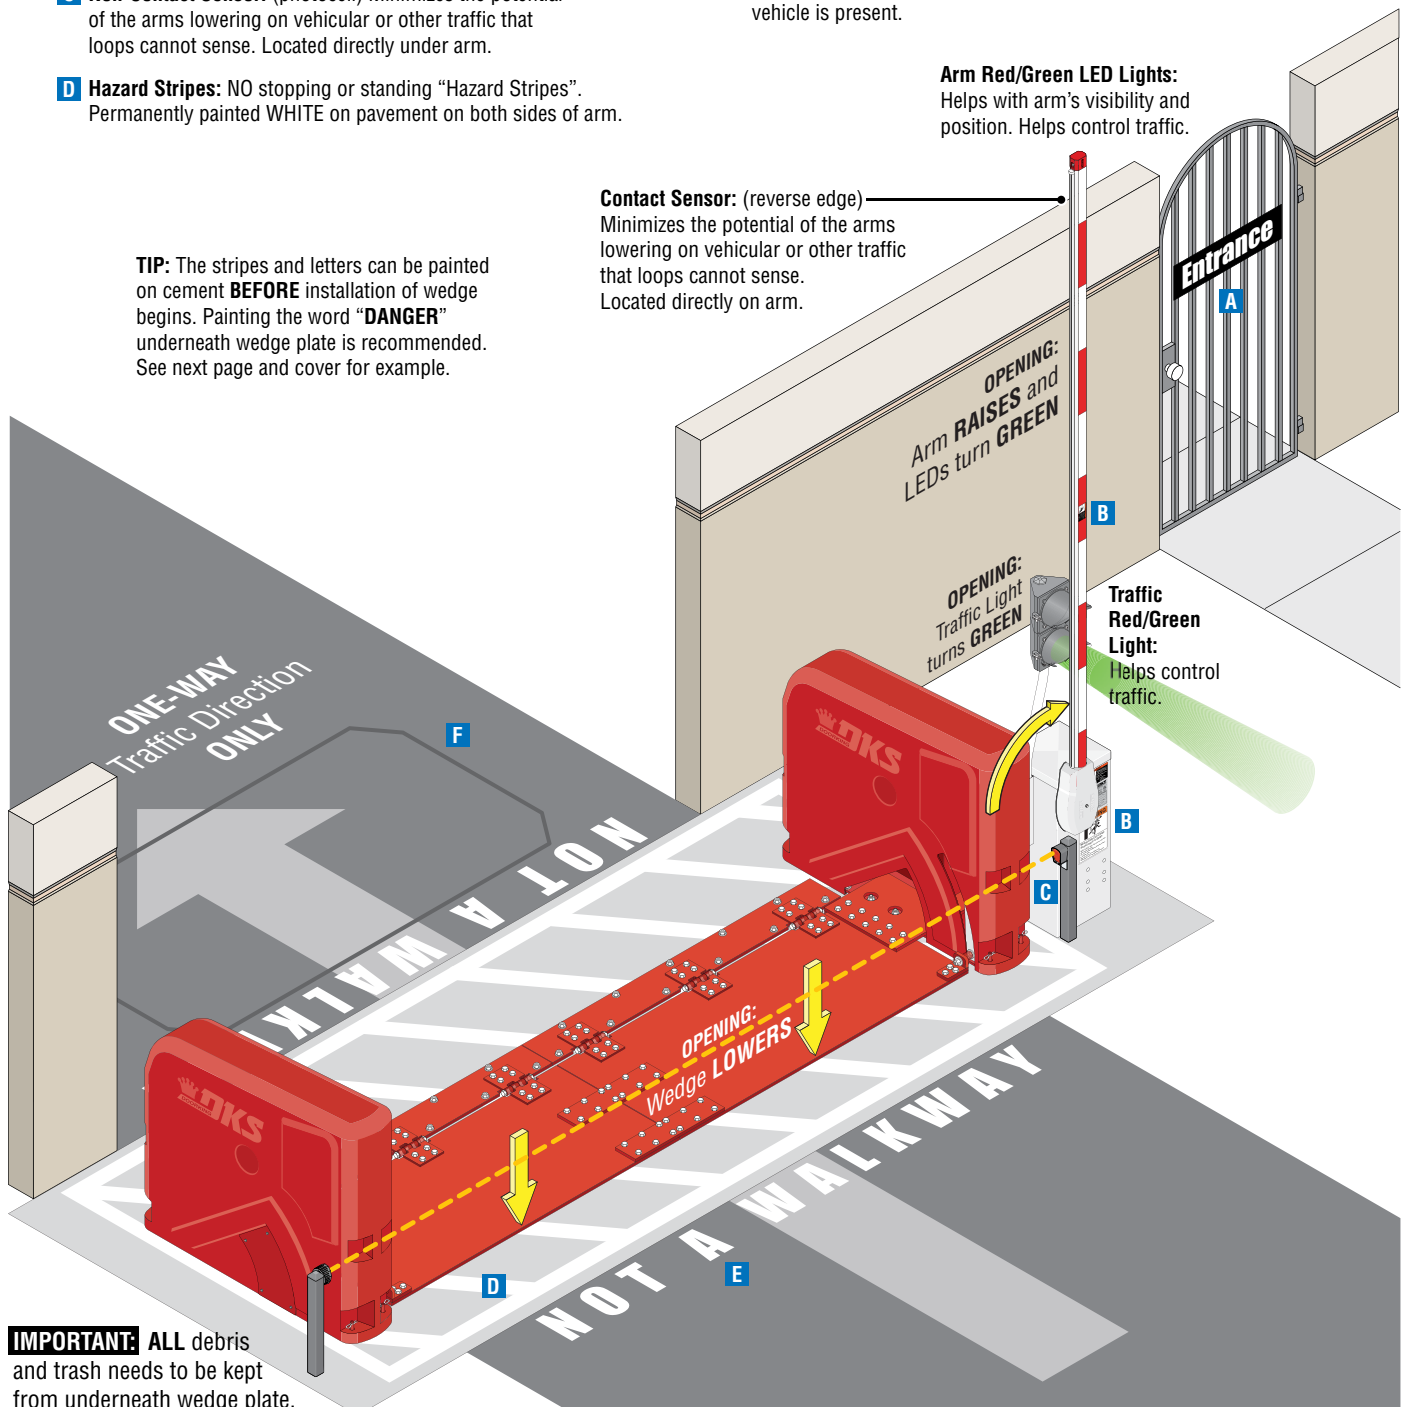 of the arms lowering on vehicular or other traffic that
loops cannot sense. Located directly under arm.
D Hazard Stripes: NO stopping or standing “Hazard Stripes”.
Permanently painted WHITE on pavement on both sides of arm.
vehicle is present.
Arm Red/Green LED Lights:
Helps with arm’s visibility and
position. Helps control traffic.
Contact Sensor: (reverse edge)
Minimizes the potential of the arms
lowering on vehicular or other traffic
that loops cannot sense.
Located directly on arm.
TIP: The stripes and letters can be painted
on cement BEFORE installation of wedge
begins. Painting the word “DANGER”
underneath wedge plate is recommended.
See next page and cover for example.
Entrance
A
OPENING:
Arm RAISES and
LEDs turn GREEN
B
OPENING:
Traffic Light
turns GREEN
Traffic
Red/Green
Light:
Helps control
traffic.
ONE-WAY
Traffic Direction
ONLY
F
DKS
B
C
NOT A WALK
OPENING:
Wedge LOWERS
DKS
NOT A WALKWAY
D
E
IMPORTANT: ALL debris
and trash needs to be kept
from underneath wedge plate.